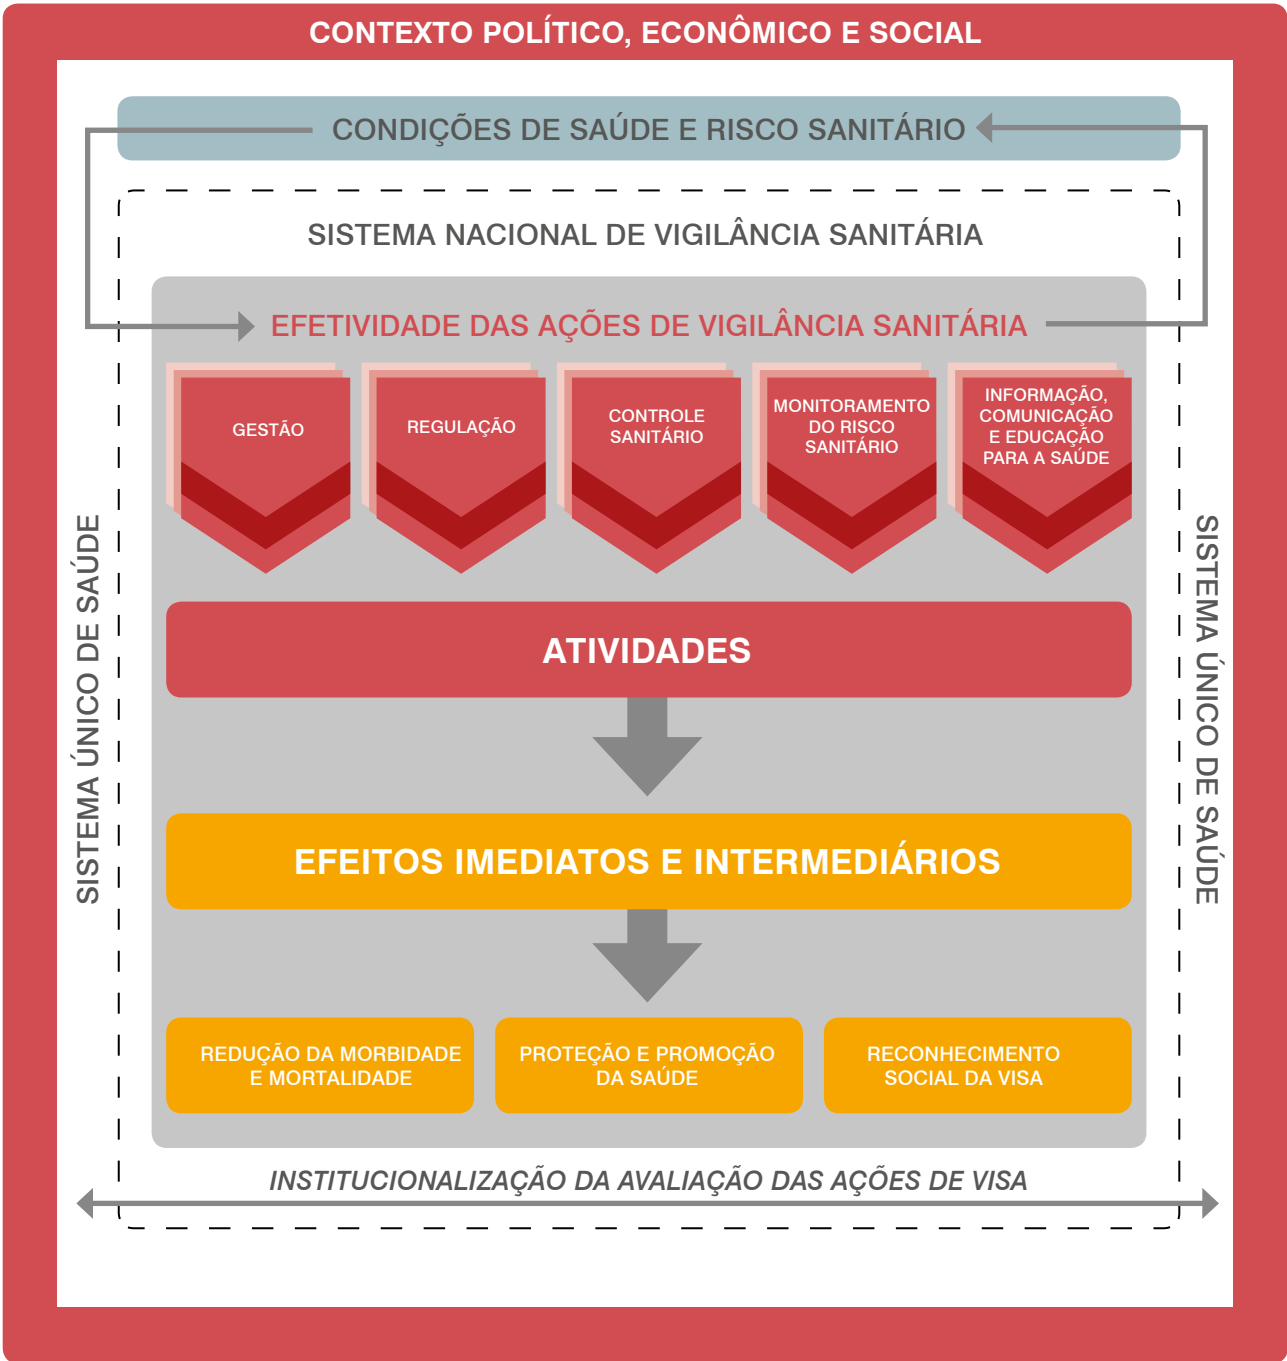 CONTEXTO POLÍTICO, ECONÔMICO E SOCIAL
CONDIÇÕES DE SAÚDE E RISCO SANITÁRIO
SISTEMA NACIONAL DE VIGILÂNCIA SANITÁRIA
EFETIVIDADE DAS AÇÕES DE VIGILÂNCIA SANITÁRIA
GESTÃO
REGULAÇÃO
CONTROLE
SANITÁRIO
MONITORAMENTO
DO RISCO
SANITÁRIO
INFORMAÇÃO,
COMUNICAÇÃO
E EDUCAÇÃO
PARA A SAÚDE
SISTEMA ÚNICO DE SAÚDE
SISTEMA ÚNICO DE SAÚDE
ATIVIDADES
EFEITOS IMEDIATOS E INTERMEDIÁRIOS
REDUÇÃO DA MORBIDADE
E MORTALIDADE
PROTEÇÃO E PROMOÇÃO
DA SAÚDE
RECONHECIMENTO
SOCIAL DA VISA
INSTITUCIONALIZAÇÃO DA AVALIAÇÃO DAS AÇÕES DE VISA